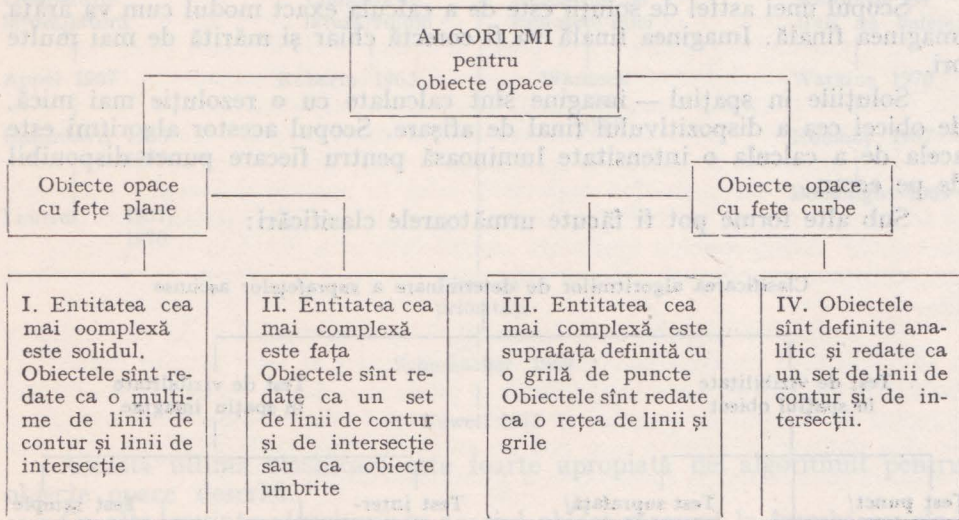 ALGORITMI
pentru
obiecte opace
Obiecte opace
cu fețe plane
Obiecte opace
cu fețe curbe
I. Entitatea cea
mai oomplexă
este solidul.
Obiectele sînt re-
date ca o mulți-
me de linii de
contur și linii de
intersecție
II. Entitatea cea
mai complexă
este fața
Obiectele sînt re-
date ca un set
de linii de contur
și de intersecție
sau ca obiecte
umbrite
III. Entitatea cea
mai complexă este
suprafața definită cu
o grilă de puncte
Obiectele sînt redate
ca o rețea de linii și
grile
IV. Obiectele
sînt definite ana-
litic și redate ca
un set de linii de
contur și de in-
tersecții.